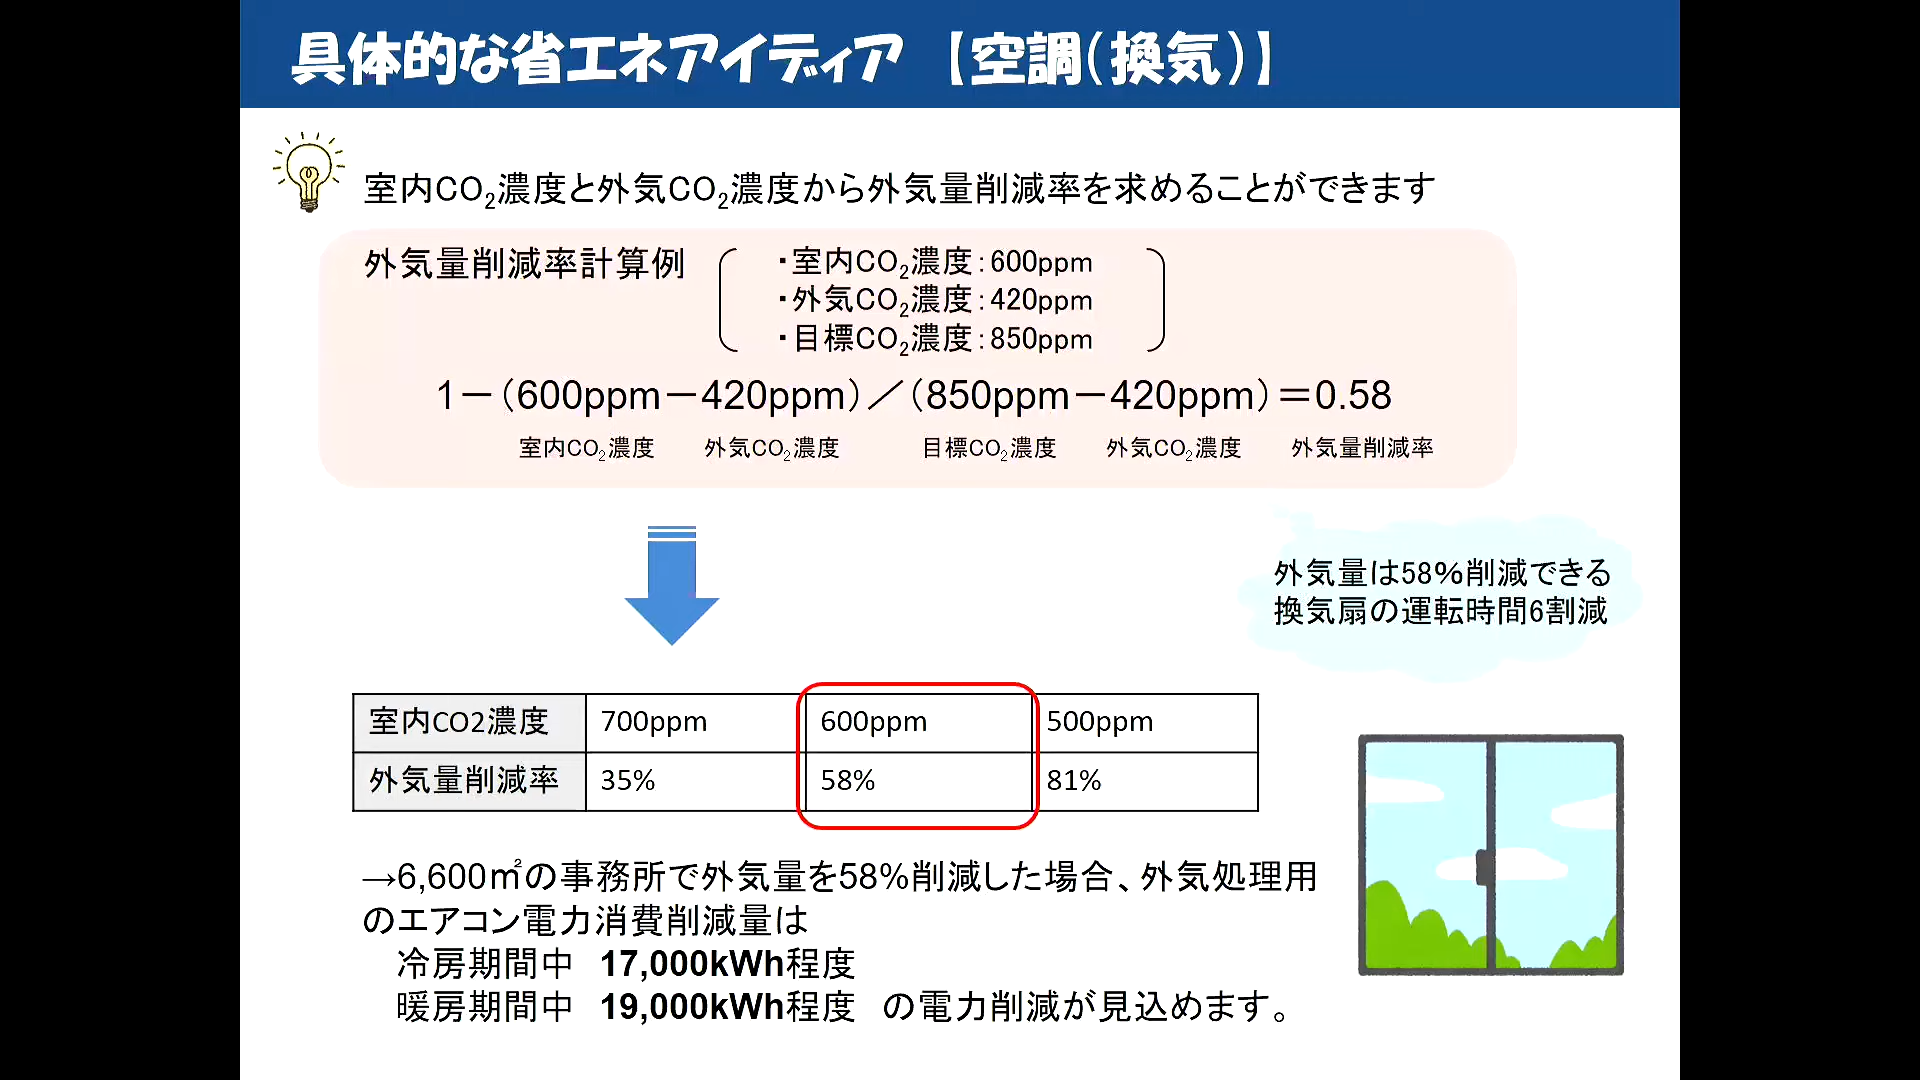 具体的な省エネアイディア 【空調(換気)】
室内CO₂濃度と外気CO₂濃度から外気量削減率を求めることができます
外気量削減率計算例
・室内CO₂濃度：600ppm
・外気CO₂濃度：420ppm
・目標CO₂濃度：850ppm
1－(600ppm－420ppm)／(850ppm－420ppm)＝0.58
室内CO₂濃度 外気CO₂濃度 目標CO₂濃度 外気CO₂濃度 外気量削減率
外気量は58%削減できる
換気扇の運転時間6割減
室内CO2濃度 700ppm 600ppm 500ppm
外気量削減率 35% 58% 81%
→6,600㎡の事務所で外気量を58%削減した場合、外気処理用
のエアコン電力消費削減量は
冷房期間中 17,000kWh程度
暖房期間中 19,000kWh程度 の電力削減が見込めます。